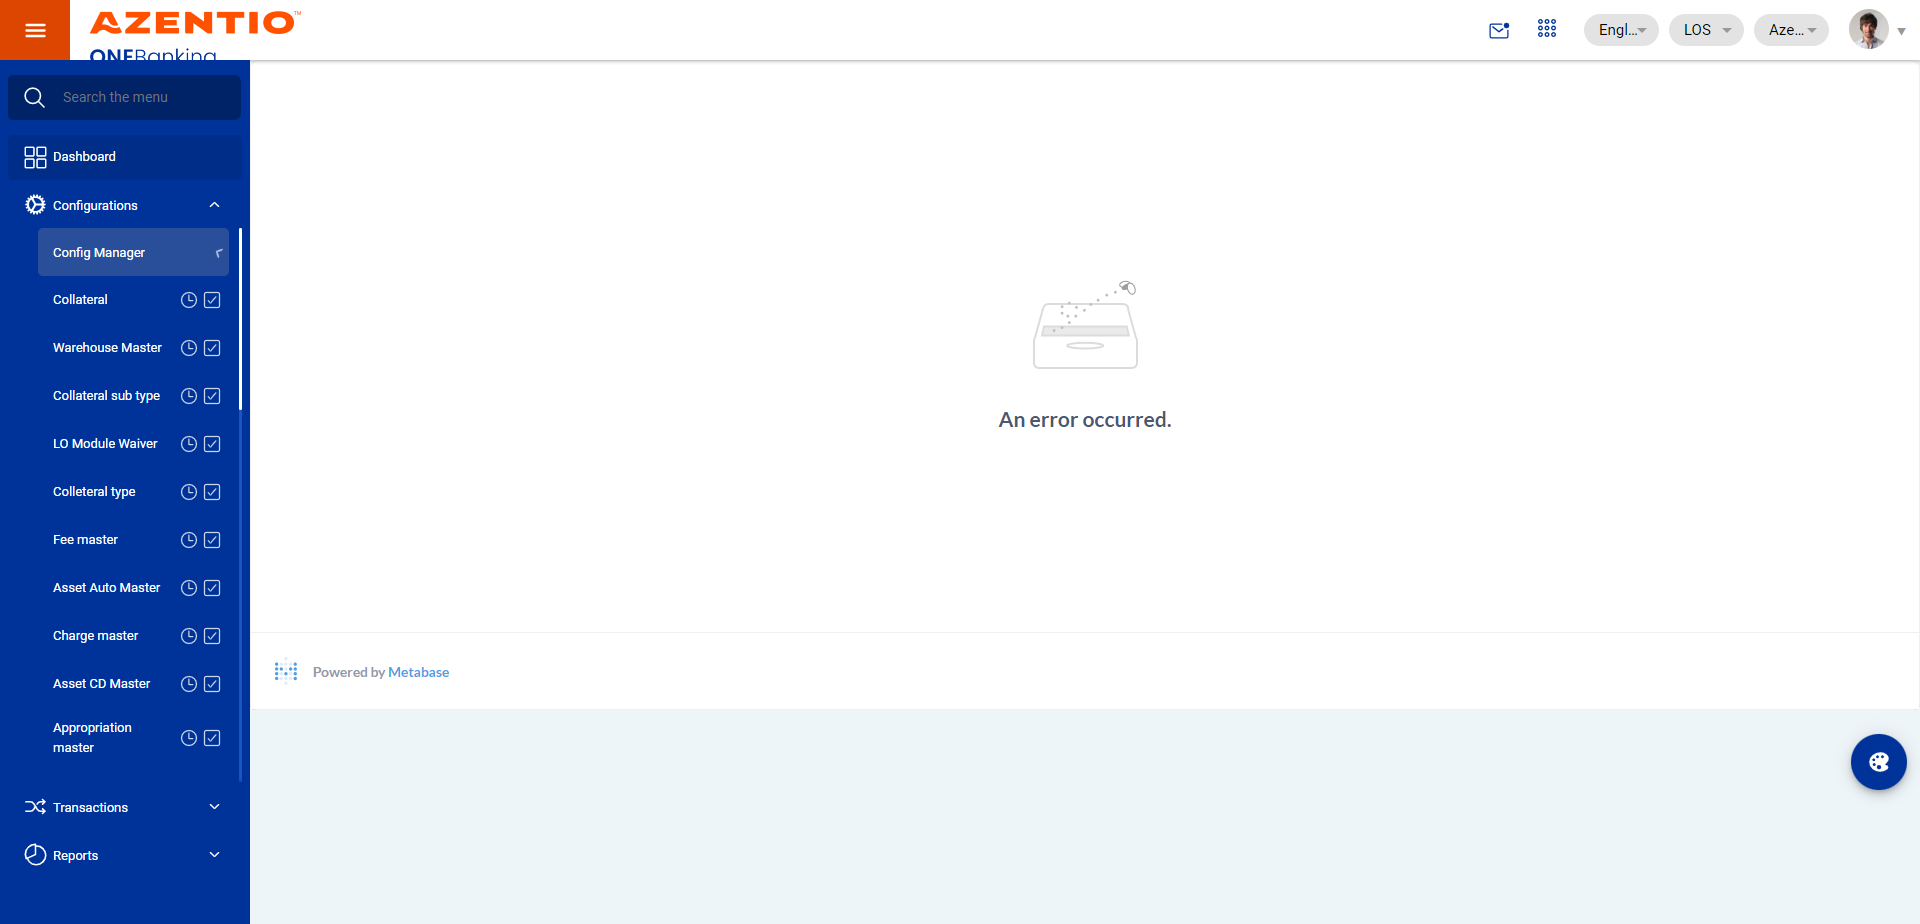 AZENTIO™
ONEBanking
Engl...
LOS
Aze...
Search the menu
Dashboard
Configurations
Config Manager
Collateral
Warehouse Master
Collateral sub type
LO Module Waiver
Colleteral type
Fee master
Asset Auto Master
Charge master
Asset CD Master
Appropriation
master
Transactions
Reports
An error occurred.
Powered by Metabase